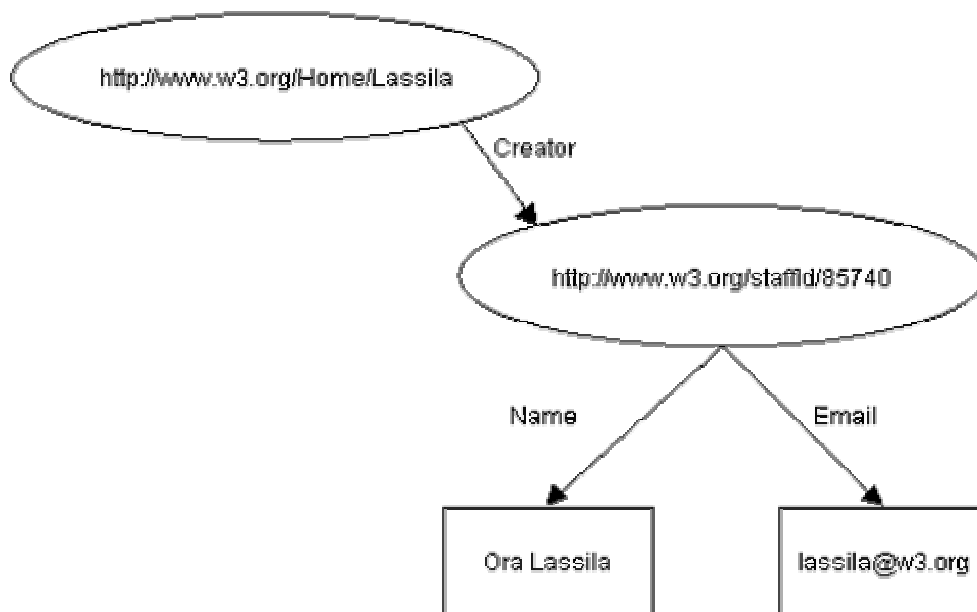 http://www.w3.org/Home/Lassila
Creator
http://www.w3.org/staffId/85740
Name
Email
Ora Lassila
lassila@w3.org